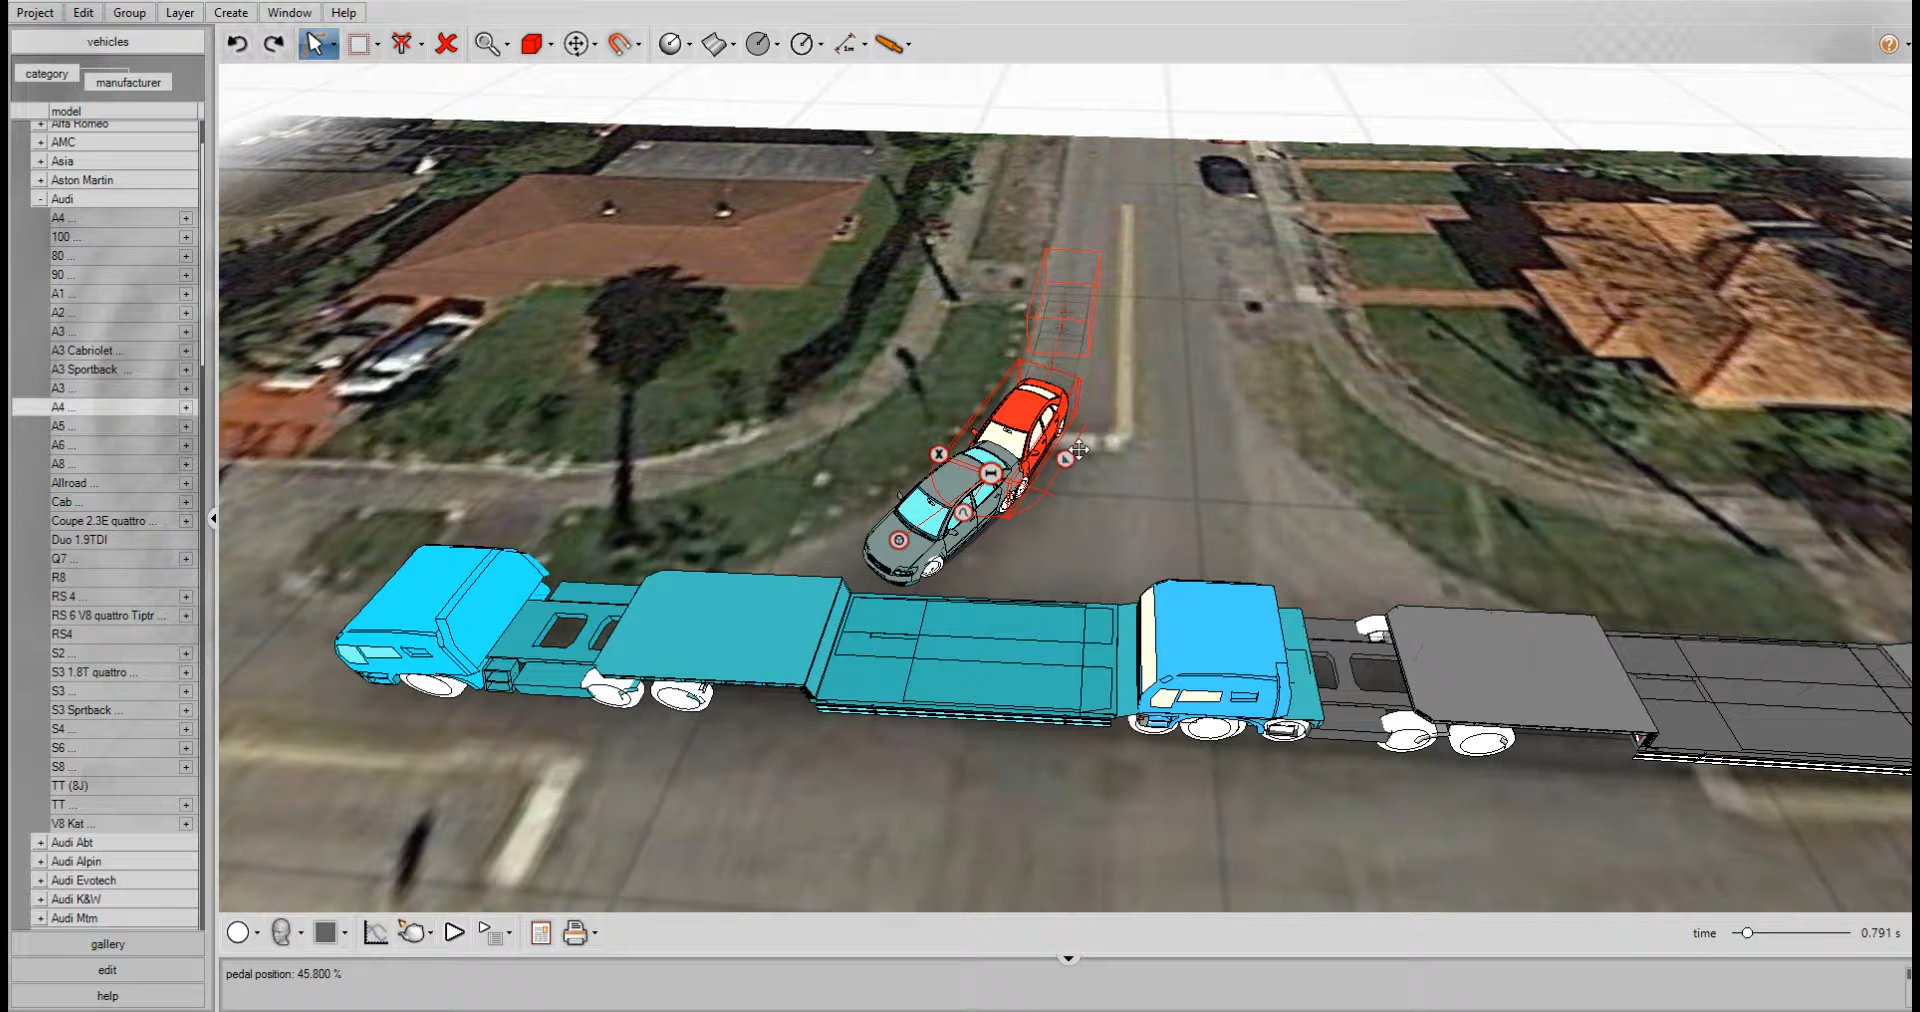 Project Edit Group Layer Create Window Help
vehicles
category
manufacturer
model
+ Alfa Romeo
+ AMC
+ Asia
+ Aston Martin
- Audi
A4 ... +
100 ... +
80 ... +
90 ... +
A1 ... +
A2 ... +
A3 ... +
A3 Cabriolet ... +
A3 Sportback ... +
A3 ... +
A4 ... +
A5 ... +
A6 ... +
A8 ... +
Allroad ... +
Cab ... +
Coupe 2.3E quattro ... +
Duo 1.9TDI
Q7 ... +
R8
RS 4 ... +
RS 6 V8 quattro Tiptr ... +
RS4
S2 ... +
S3 1.8T quattro ... +
S3 ... +
S3 Sprtback ... +
S4 ... +
S6 ... +
S8 ... +
TT (8J)
TT ... +
V8 Kat ... +
+ Audi Abt
+ Audi Alpin
+ Audi Evotech
+ Audi K&W
+ Audi Mtm
gallery
edit
help
1m
X
time 0.791 s
pedal position: 45.800 %